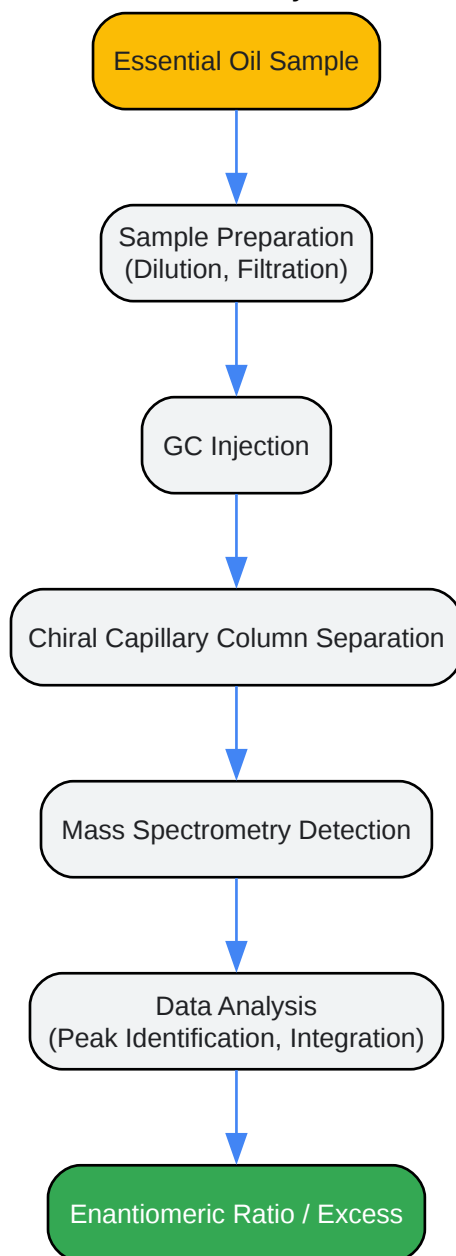 Essential Oil Sample
Sample Preparation
(Dilution, Filtration)
GC Injection
Chiral Capillary Column Separation
Mass Spectrometry Detection
Data Analysis
(Peak Identification, Integration)
Enantiomeric Ratio / Excess